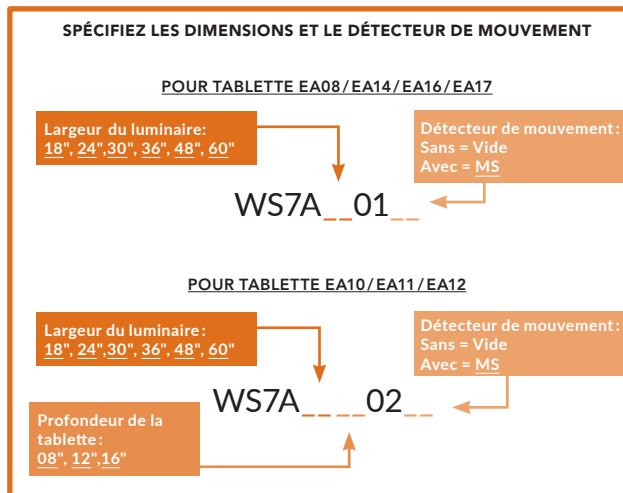 SPÉCIFIEZ LES DIMENSIONS ET LE DÉTECTEUR DE MOUVEMENT
POUR TABLETTE EA08/EA14/EA16/EA17
Largeur du luminaire:
18", 24",30", 36", 48", 60"
Détecteur de mouvement:
Sans = Vide
Avec = MS
WS7A__01__
POUR TABLETTE EA10/EA11/EA12
Largeur du luminaire:
18", 24",30", 36", 48", 60"
Détecteur de mouvement:
Sans = Vide
Avec = MS
WS7A____02__
Profondeur de la
tablette:
08", 12",16"